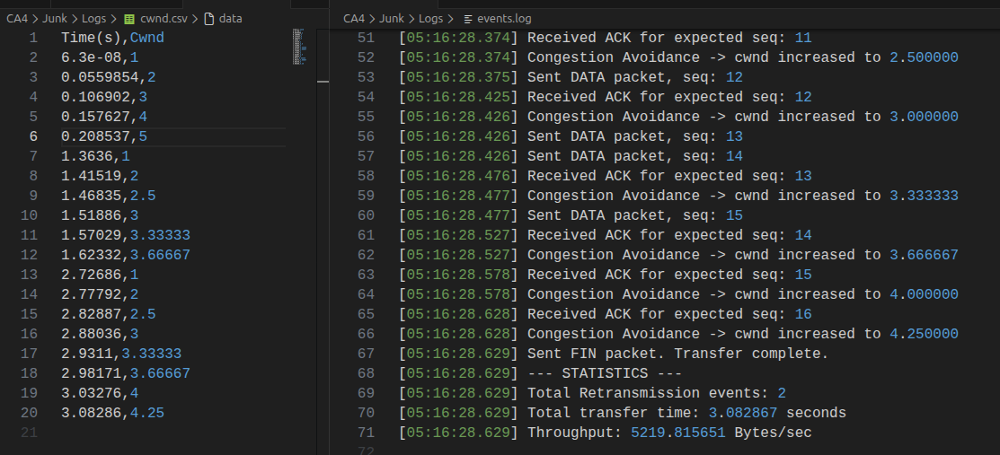 CA4 > Junk > Logs > cwnd.csv > data
1 Time(s),Cwnd
2 6.3e-08,1
3 0.0559854,2
4 0.106902,3
5 0.157627,4
6 0.208537,5
7 1.3636,1
8 1.41519,2
9 1.46835,2.5
10 1.51886,3
11 1.57029,3.33333
12 1.62332,3.66667
13 2.72686,1
14 2.77792,2
15 2.82887,2.5
16 2.88036,3
17 2.9311,3.33333
18 2.98171,3.66667
19 3.03276,4
20 3.08286,4.25
21
CA4 > Junk > Logs > events.log
51 [05:16:28.374] Received ACK for expected seq: 11
52 [05:16:28.374] Congestion Avoidance -> cwnd increased to 2.500000
53 [05:16:28.375] Sent DATA packet, seq: 12
54 [05:16:28.425] Received ACK for expected seq: 12
55 [05:16:28.426] Congestion Avoidance -> cwnd increased to 3.000000
56 [05:16:28.426] Sent DATA packet, seq: 13
57 [05:16:28.426] Sent DATA packet, seq: 14
58 [05:16:28.476] Received ACK for expected seq: 13
59 [05:16:28.477] Congestion Avoidance -> cwnd increased to 3.333333
60 [05:16:28.477] Sent DATA packet, seq: 15
61 [05:16:28.527] Received ACK for expected seq: 14
62 [05:16:28.527] Congestion Avoidance -> cwnd increased to 3.666667
63 [05:16:28.578] Received ACK for expected seq: 15
64 [05:16:28.578] Congestion Avoidance -> cwnd increased to 4.000000
65 [05:16:28.628] Received ACK for expected seq: 16
66 [05:16:28.628] Congestion Avoidance -> cwnd increased to 4.250000
67 [05:16:28.629] Sent FIN packet. Transfer complete.
68 [05:16:28.629] --- STATISTICS ---
69 [05:16:28.629] Total Retransmission events: 2
70 [05:16:28.629] Total transfer time: 3.082867 seconds
71 [05:16:28.629] Throughput: 5219.815651 Bytes/sec
72